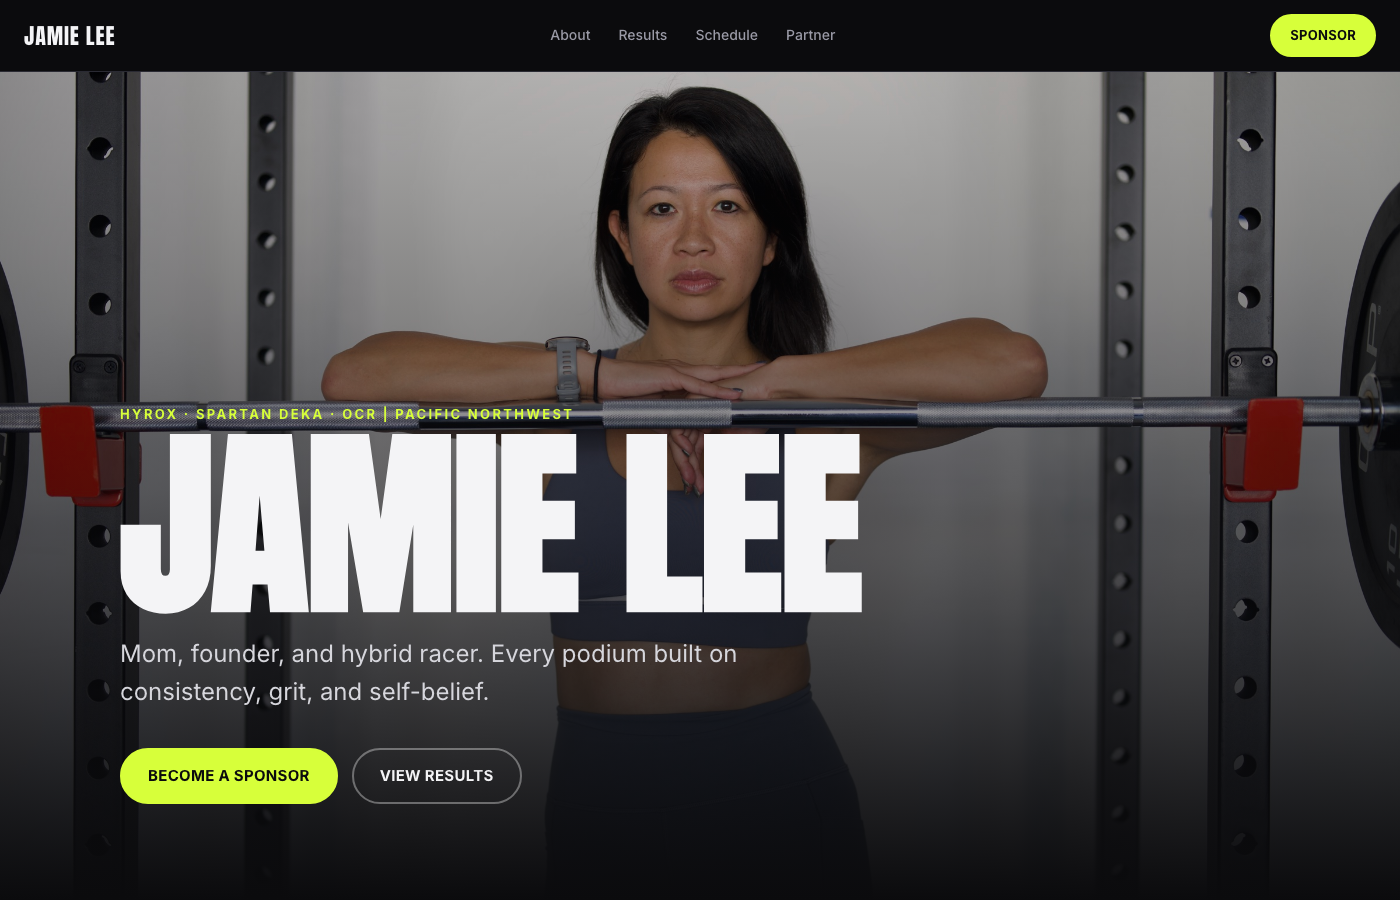 JAMIE LEE
About
Results
Schedule
Partner
SPONSOR
HYROX · SPARTAN DEKA · OCR | PACIFIC NORTHWEST
JAMIE LEE
Mom, founder, and hybrid racer. Every podium built on
consistency, grit, and self-belief.
BECOME A SPONSOR
VIEW RESULTS